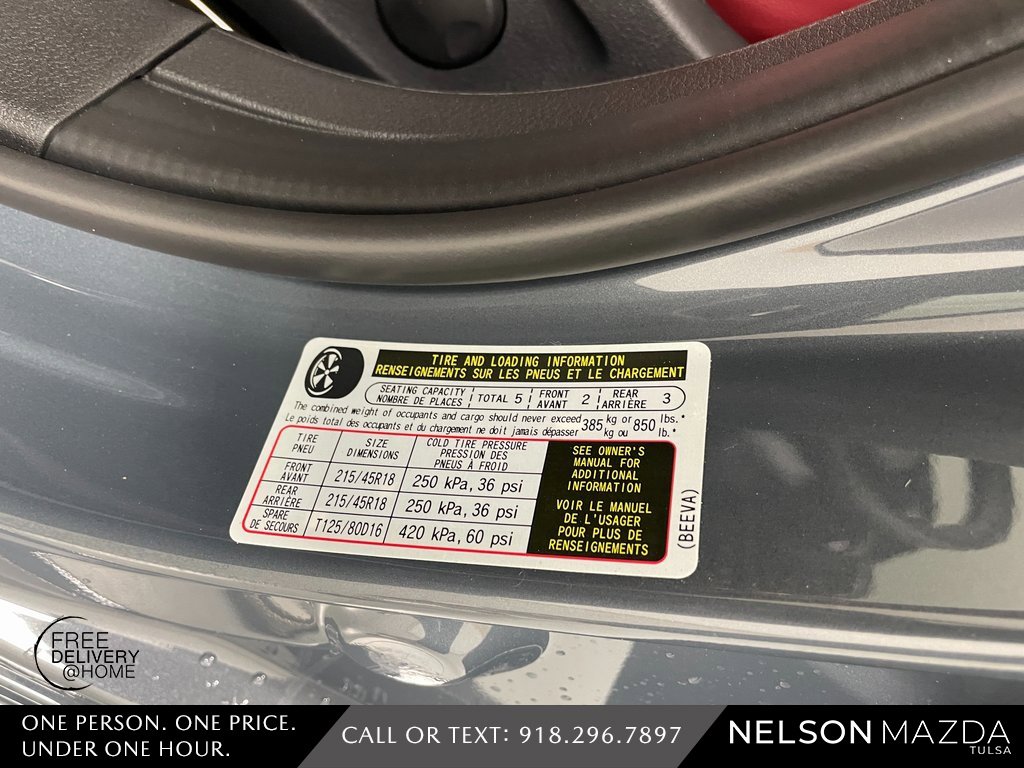 TIRE AND LOADING INFORMATION
RENSEIGNEMENTS SUR LES PNEUS ET LE CHARGEMENT
SEATING CAPACITY
NOMBRE DE PLACES
TOTAL 5
FRONT
AVANT
2
REAR
ARRIÈRE
3
The combined weight of occupants and cargo should never exceed 385 kg or 850 lbs.*
Le poids total des occupants et du chargement ne doit jamais dépasser 385 kg ou 850 lb.*
TIRE
PNEU
SIZE
DIMENSIONS
COLD TIRE PRESSURE
PRESSION DES
PNEUS À FROID
FRONT
AVANT
215/45R18
250 kPa, 36 psi
REAR
ARRIÈRE
215/45R18
250 kPa, 36 psi
SPARE
DE SECOURS
T125/80D16
420 kPa, 60 psi
SEE OWNER'S
MANUAL FOR
ADDITIONAL
INFORMATION
VOIR LE MANUEL
DE L'USAGER
POUR PLUS DE
RENSEIGNEMENTS
(BEEVA)
FREE
DELIVERY
@HOME
ONE PERSON. ONE PRICE.
UNDER ONE HOUR.
CALL OR TEXT: 918.296.7897
NELSON MAZDA
TULSA